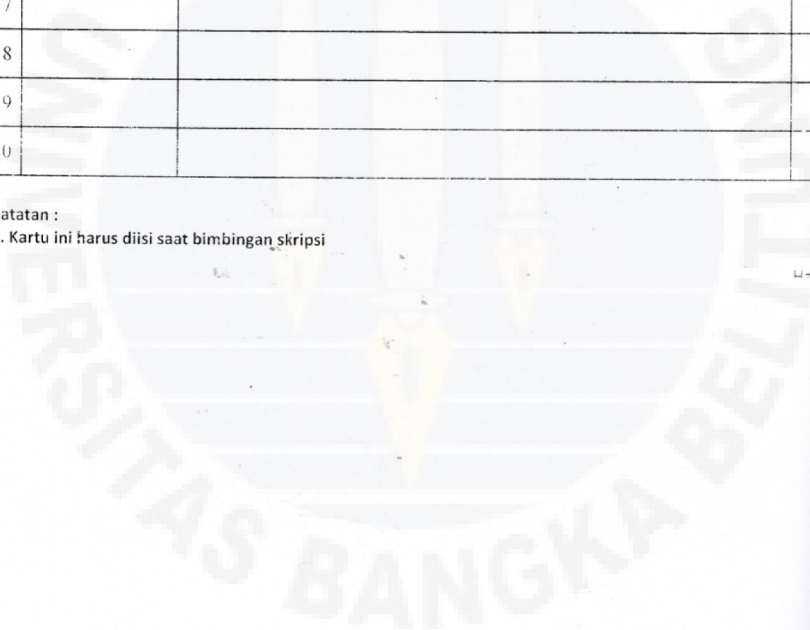 7
8
9
0
atatan :
. Kartu ini harus diisi saat bimbingan skripsi
UNIVERSITAS BANGKA BELITUNG